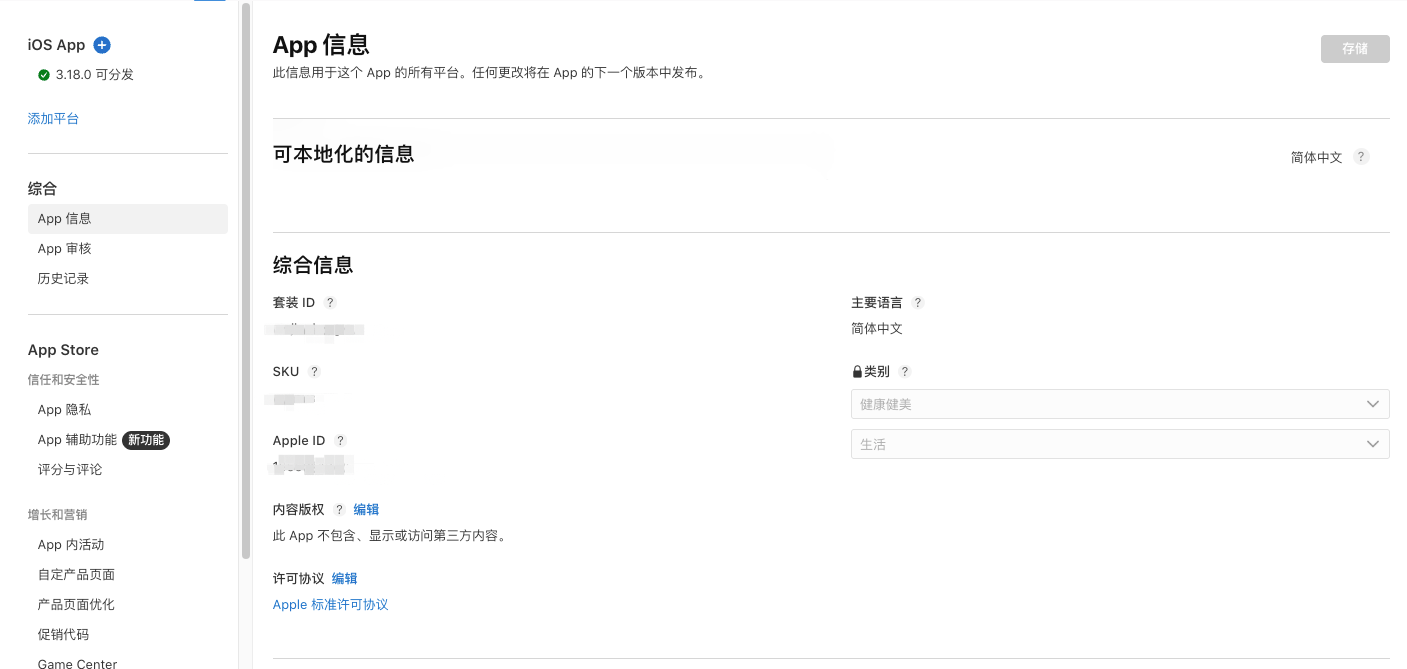 iOS App
3.18.0 可分发
添加平台
综合
App 信息
App 审核
历史记录
App Store
信任和安全性
App 隐私
App 辅助功能 新功能
评分与评论
增长和营销
App 内活动
自定产品页面
产品页面优化
促销代码
Game Center
App 信息
存储
此信息用于这个 App 的所有平台。任何更改将在 App 的下一个版本中发布。
可本地化的信息
简体中文 ?
综合信息
套装 ID ?
SKU ?
Apple ID ?
内容版权 ? 编辑
此 App 不包含、显示或访问第三方内容。
许可协议 编辑
Apple 标准许可协议
主要语言 ?
简体中文
类别 ?
健康健美
生活